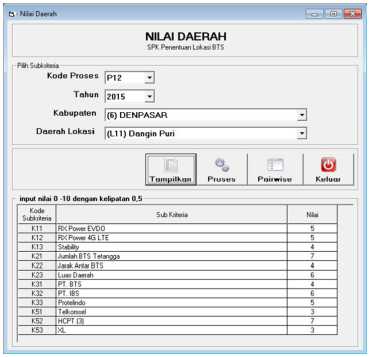 Nilai Daerah
NILAI DAERAH
SPK Penentuan Lokasi BTS
Pilih Subkriteria
Kode Proses P12
Tahun 2015
Kabupaten (6) DENPASAR
Daerah Lokasi (L11) Dangin Puri
Tampilkan Proses Pairwise Keluar
input nilai 0 -10 dengan kelipatan 0,5
Kode Subkriteria Sub Kriteria Nilai
K11 RX Power EVDO 5
K12 RX Power 4G LTE 5
K13 Stability 4
K21 Jumlah BTS Tetangga 7
K22 Jarak Antar BTS 4
K23 Luas Daerah 6
K31 PT. BTS 4
K32 PT. IBS 6
K33 Protelindo 5
K51 Telkomsel 3
K52 HCPT (3) 7
K53 XL 3